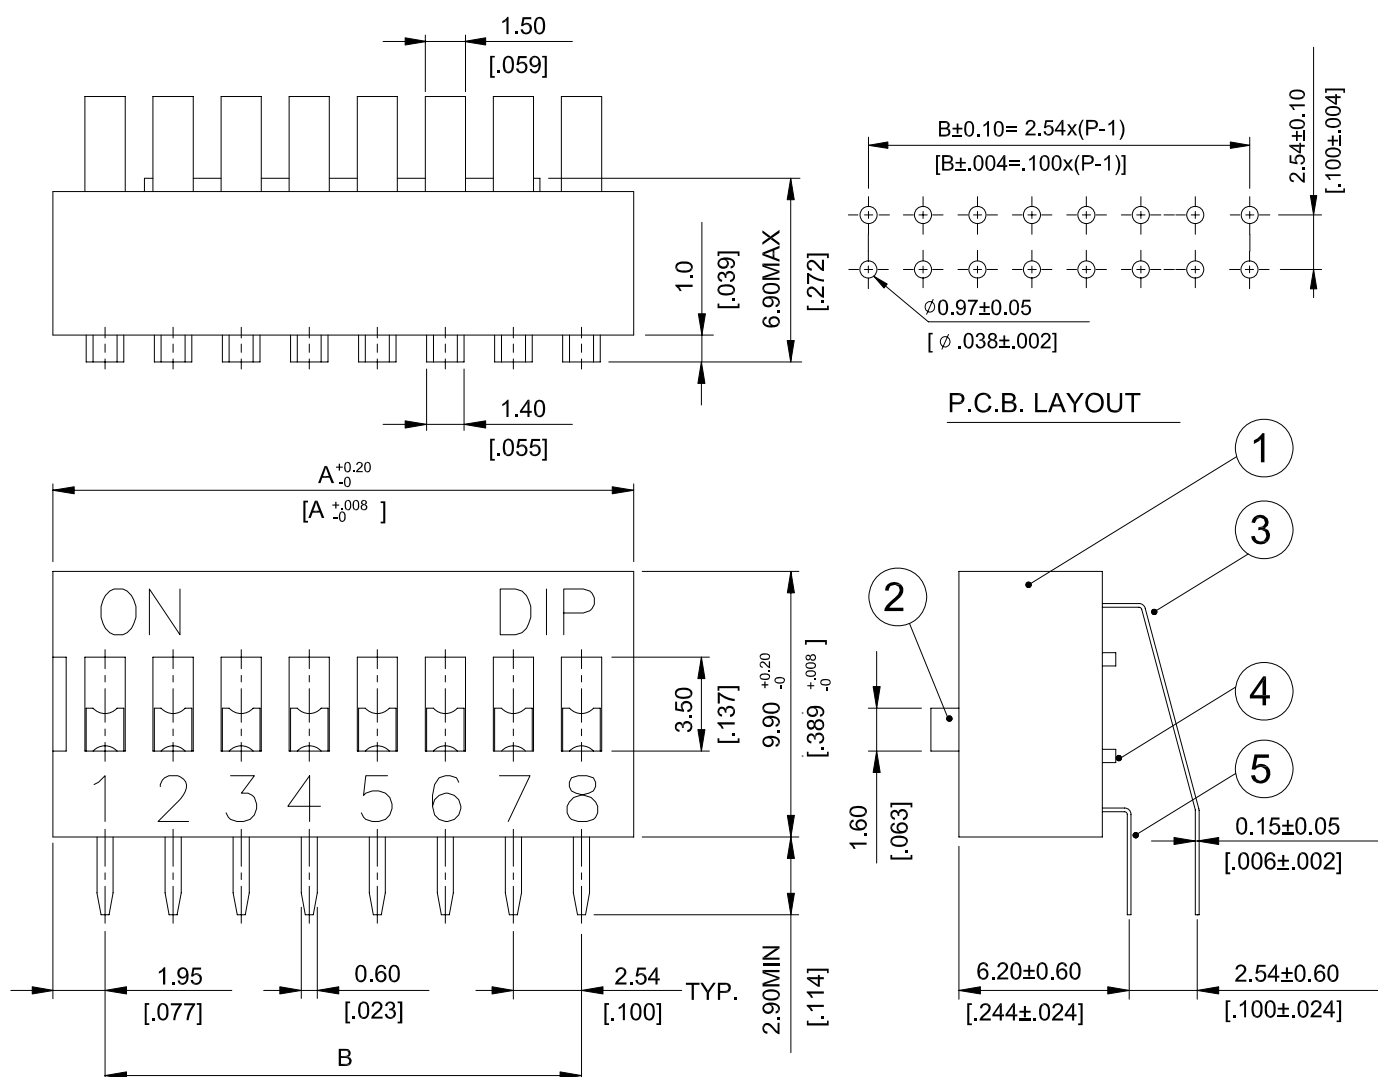 1.50
[.059]
B±0.10= 2.54x(P-1)
[B±.004=.100x(P-1)]
2.54±0.10
[.100±.004]
1.0
[.039]
6.90MAX
[.272]
⌀0.97±0.05
[ ⌀ .038±.002]
1.40
[.055]
P.C.B. LAYOUT
A +0.20 -0
[A +.008 -0 ]
1
3
2
4
5
ON DIP
3.50
[.137]
9.90 +0.20 -0
[.389 +.008 -0 ]
1 2 3 4 5 6 7 8
1.60
[.063]
0.15±0.05
[.006±.002]
1.95
[.077]
0.60
[.023]
2.54
[.100]
TYP.
2.90MIN
[.114]
6.20±0.60
[.244±.024]
2.54±0.60
[.100±.024]
B